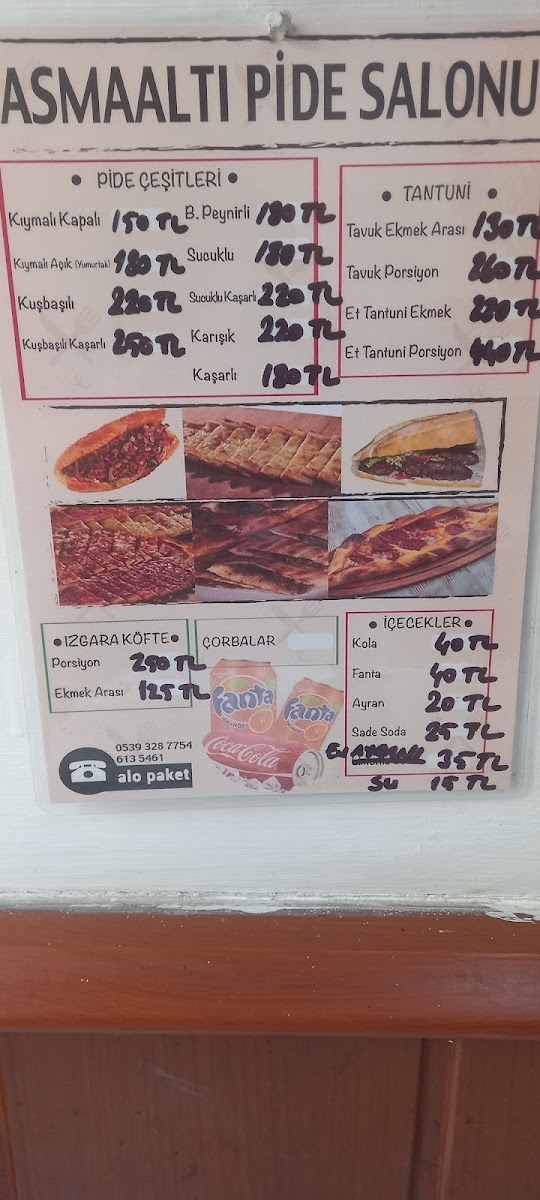 ASMAALTI PİDE SALONU
• PİDE ÇEŞİTLERİ •
Kıymalı Kapalı 150 TL
Kıymalı Açık (Yumurtalı) 180 TL
Kuşbaşılı 220 TL
Kuşbaşılı Kaşarlı 250 TL
B. Peynirli 180 TL
Sucuklu 180 TL
Sucuklu Kaşarlı 220 TL
Karışık 220 TL
Kaşarlı 180 TL
• TANTUNİ •
Tavuk Ekmek Arası 130 TL
Tavuk Porsiyon 260 TL
Et Tantuni Ekmek TL
Et Tantuni Porsiyon 440 TL
• IZGARA KÖFTE •
Porsiyon 250 TL
Ekmek Arası 125 TL
ÇORBALAR
• İÇECEKLER •
Kola 40 TL
Fanta 40 TL
Ayran 20 TL
Sade Soda 25 TL
35 TL
Su 15 TL
Fanta
ORANGE
Fanta
Coca-Cola
0539 328 7754
613 5461
alo paket